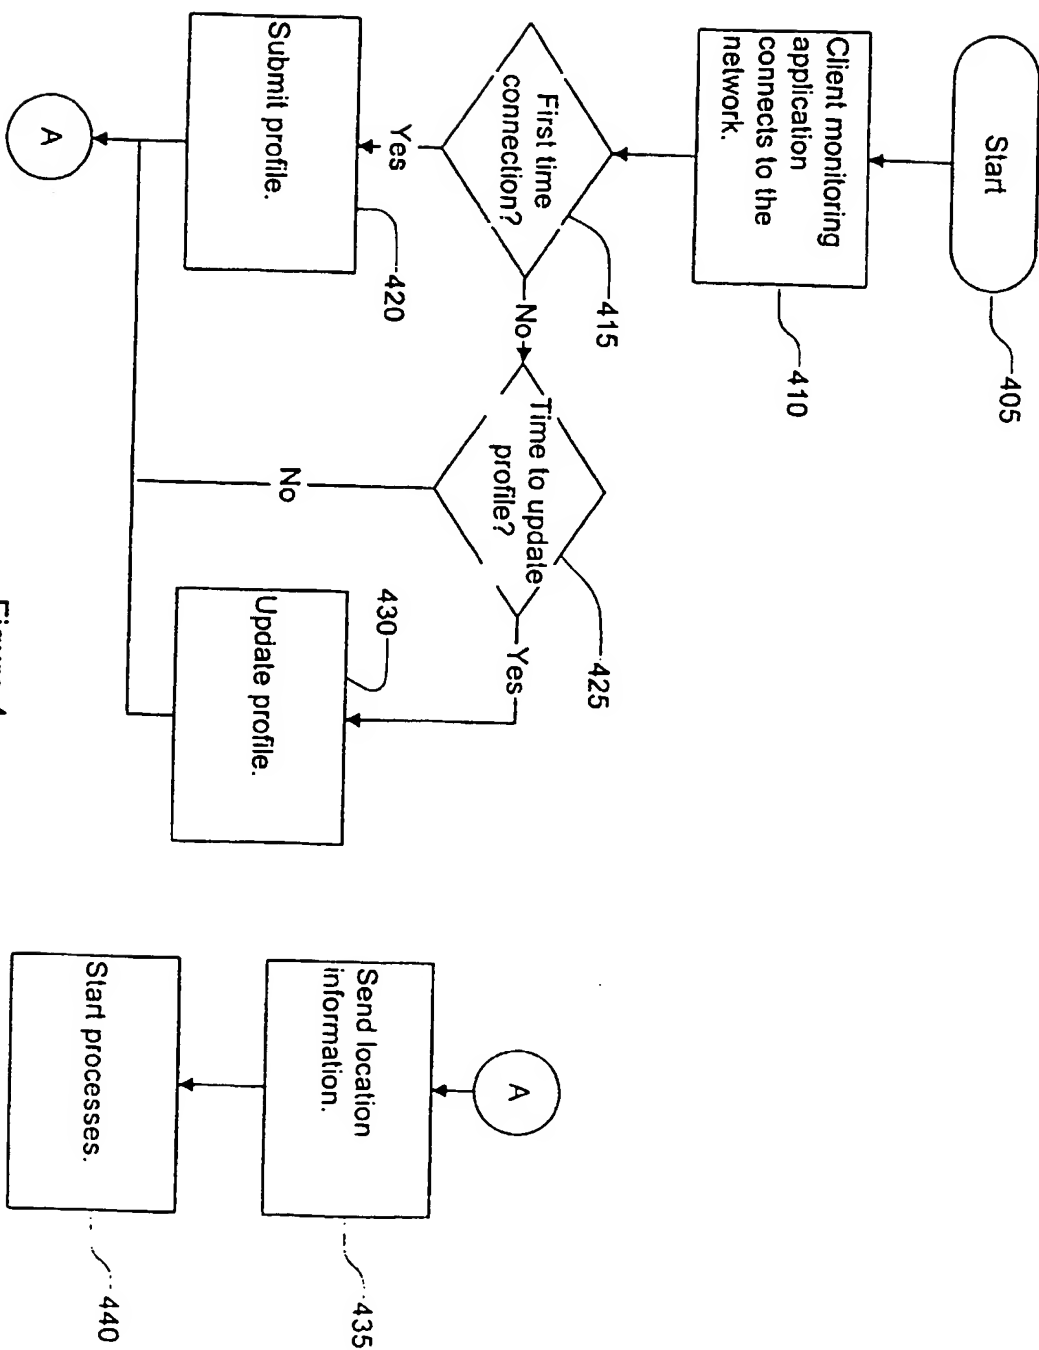 Start
405
Client monitoring
application
connects to the
network.
410
First time
connection?
415
Yes
No
Submit profile.
420
Time to update
profile?
425
No
Yes
430
Update profile.
A
A
Send location
information.
435
Start processes.
440